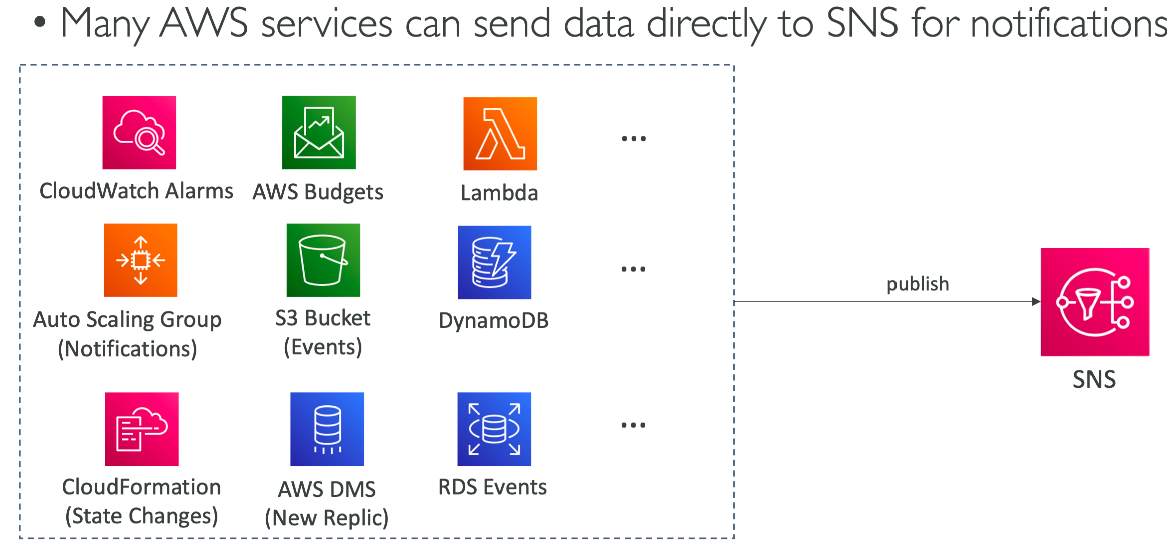 • Many AWS services can send data directly to SNS for notifications
CloudWatch Alarms
AWS Budgets
Lambda
...
Auto Scaling Group
(Notifications)
S3 Bucket
(Events)
DynamoDB
...
CloudFormation
(State Changes)
AWS DMS
(New Replic)
RDS Events
...
publish
SNS